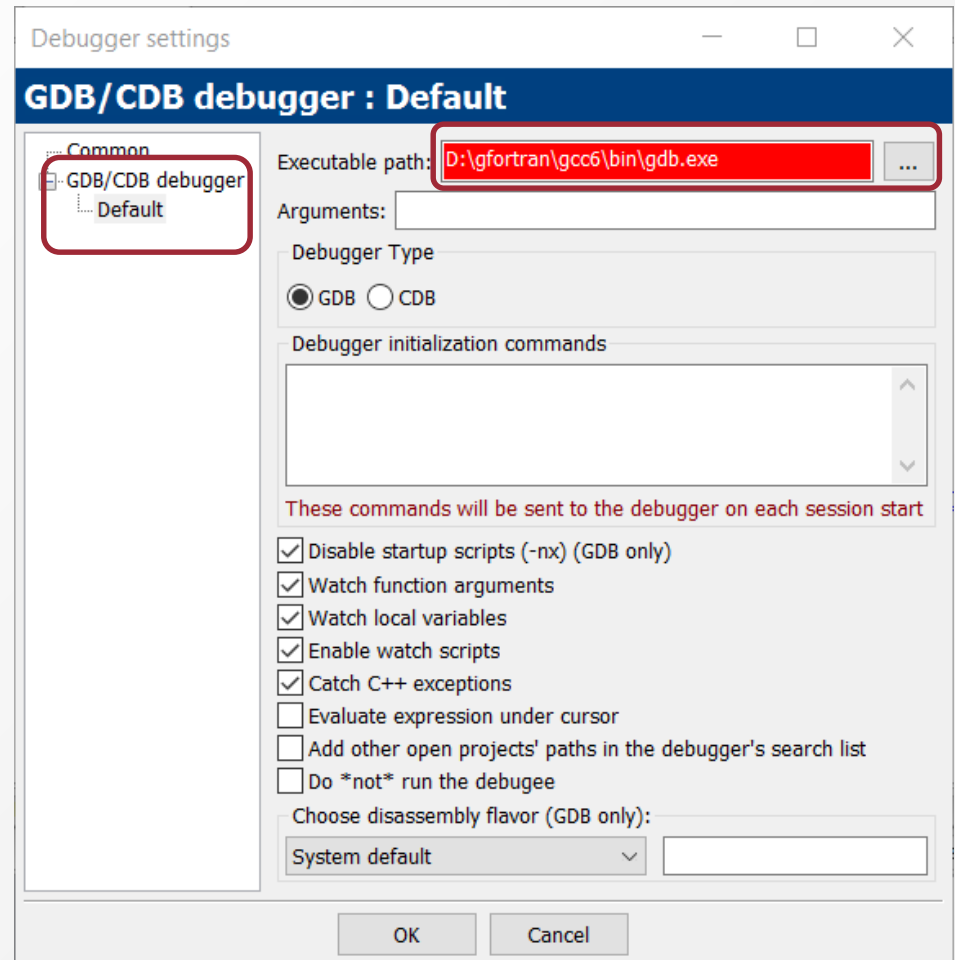 Debugger settings
GDB/CDB debugger : Default
Common
GDB/CDB debugger
Default
Executable path: D:\gfortran\gcc6\bin\gdb.exe ...
Arguments:
Debugger Type
GDB CDB
Debugger initialization commands
These commands will be sent to the debugger on each session start
Disable startup scripts (-nx) (GDB only)
Watch function arguments
Watch local variables
Enable watch scripts
Catch C++ exceptions
Evaluate expression under cursor
Add other open projects' paths in the debugger's search list
Do *not* run the debugee
Choose disassembly flavor (GDB only):
System default
OK Cancel